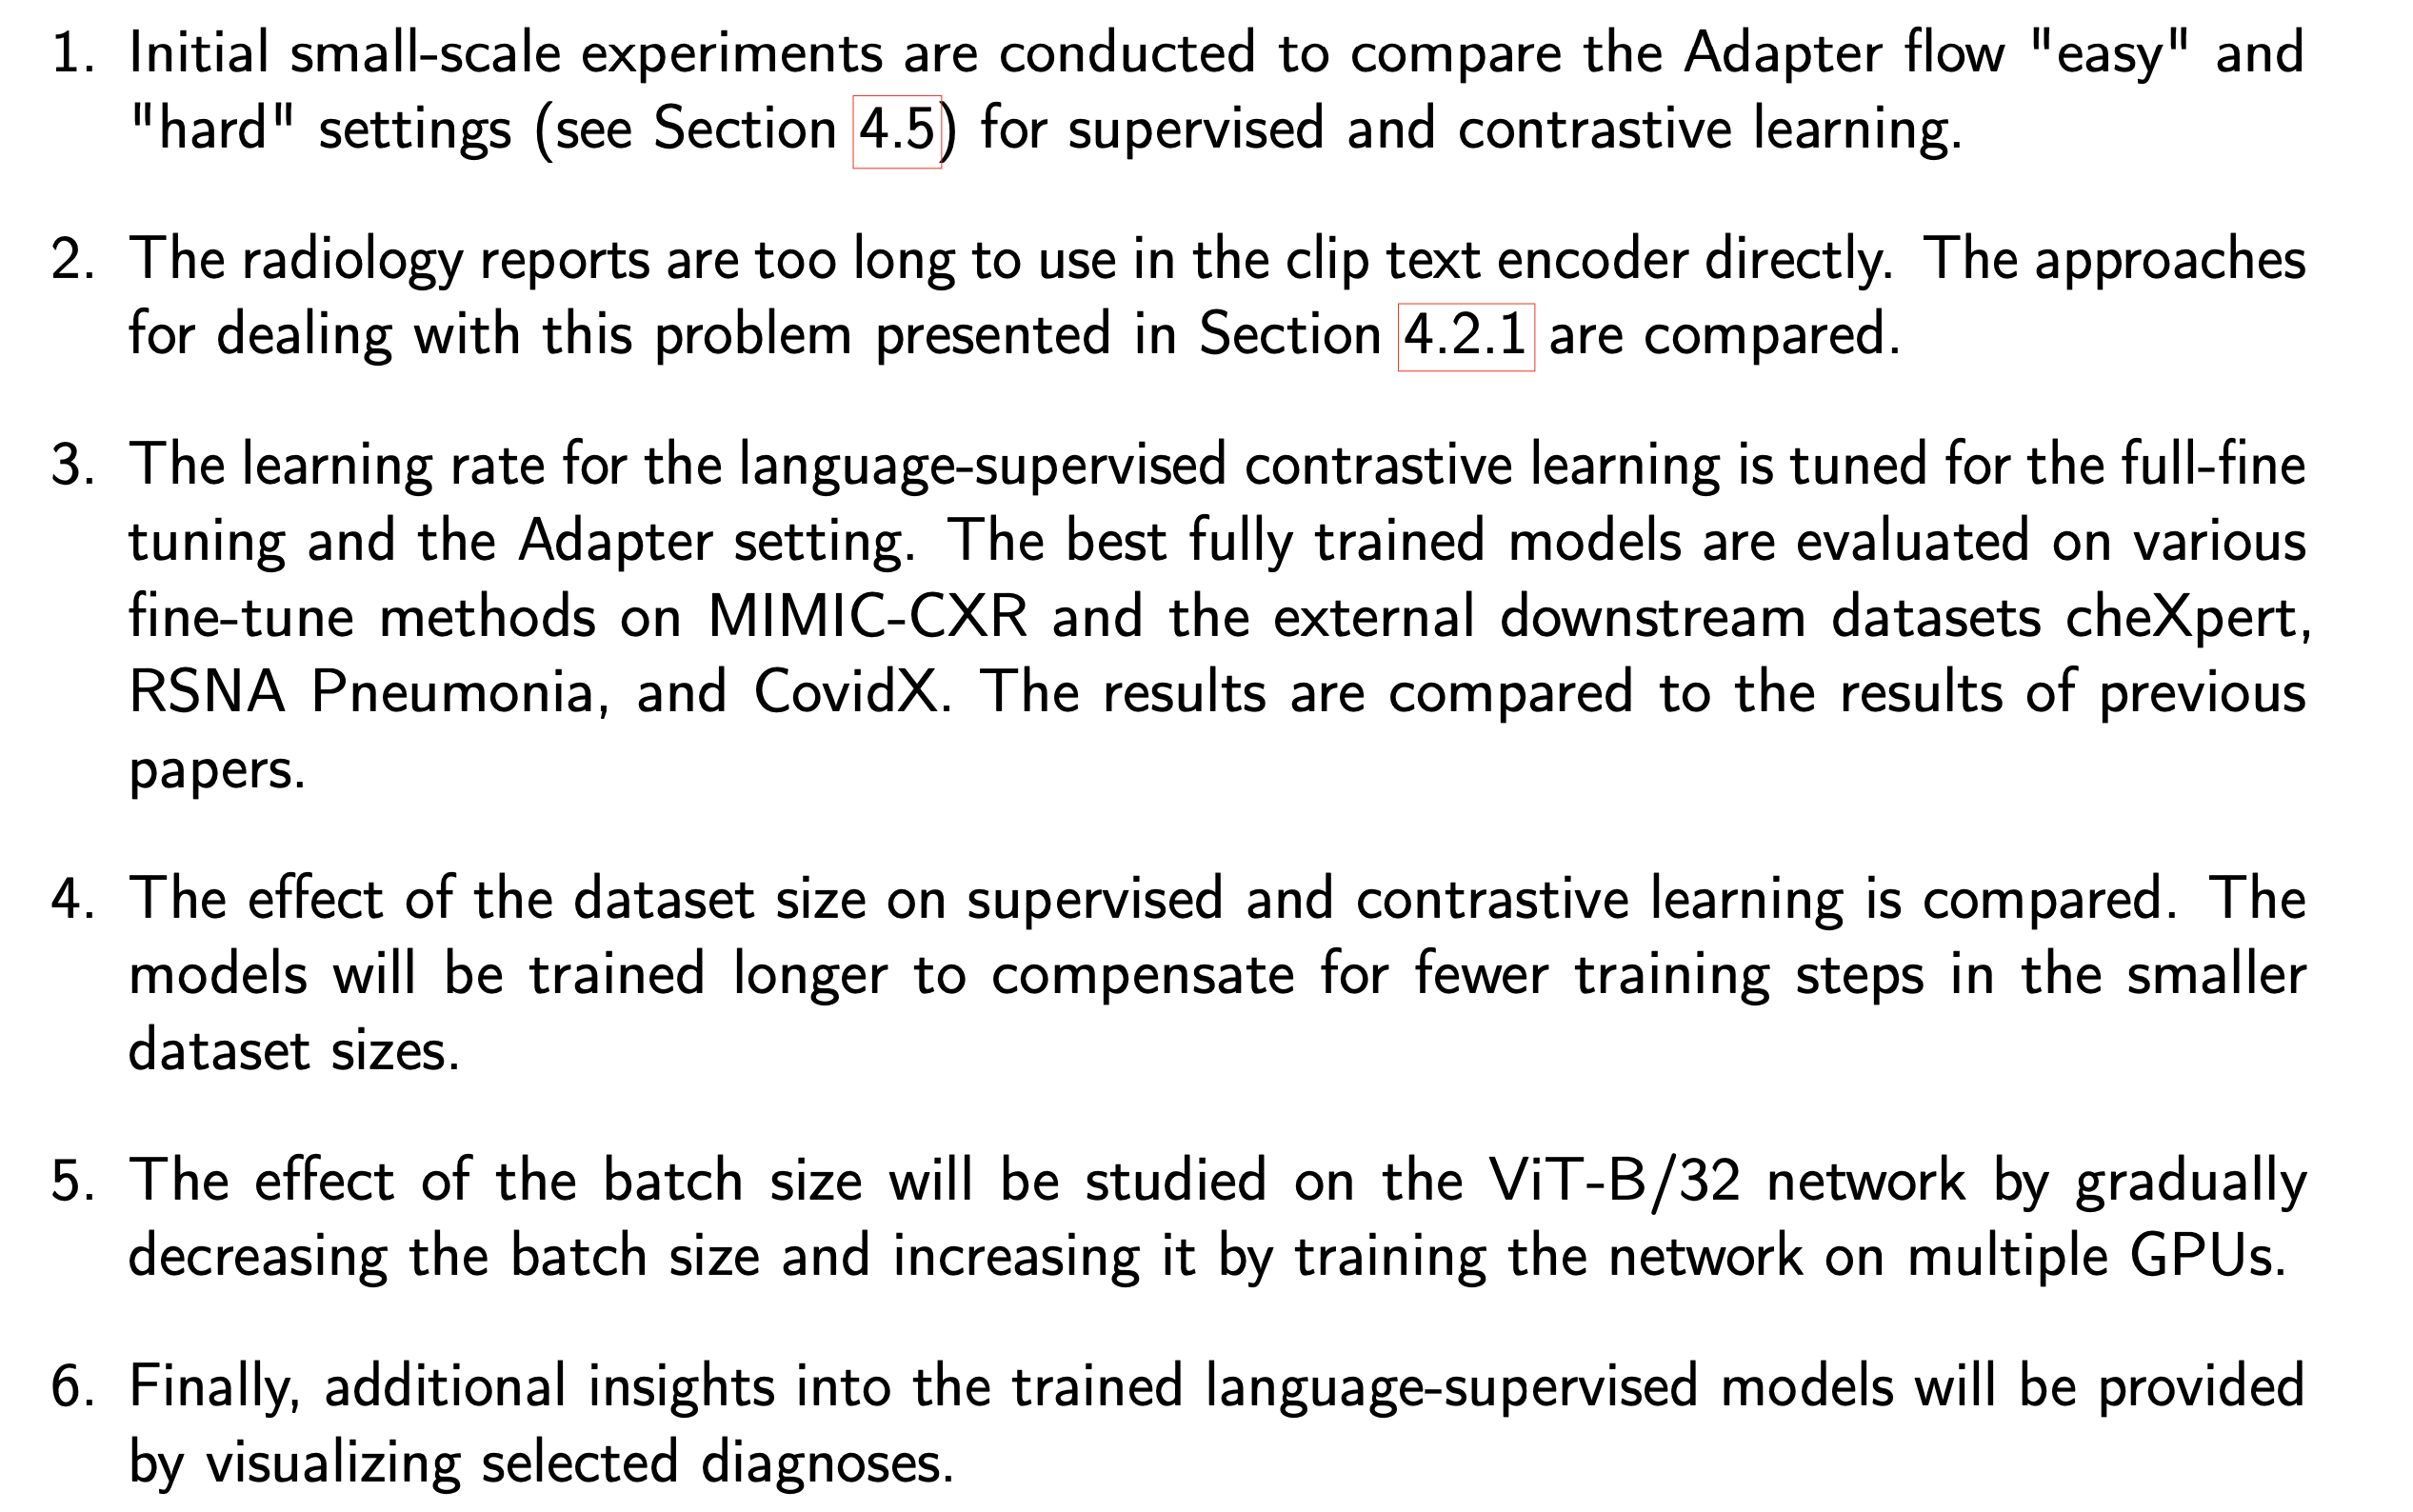 1. Initial small-scale experiments are conducted to compare the Adapter flow "easy" and
"hard" settings (see Section 4.5) for supervised and contrastive learning.
2. The radiology reports are too long to use in the clip text encoder directly. The approaches
for dealing with this problem presented in Section 4.2.1 are compared.
3. The learning rate for the language-supervised contrastive learning is tuned for the full-fine
tuning and the Adapter setting. The best fully trained models are evaluated on various
fine-tune methods on MIMIC-CXR and the external downstream datasets cheXpert,
RSNA Pneumonia, and CovidX. The results are compared to the results of previous
papers.
4. The effect of the dataset size on supervised and contrastive learning is compared. The
models will be trained longer to compensate for fewer training steps in the smaller
dataset sizes.
5. The effect of the batch size will be studied on the ViT-B/32 network by gradually
decreasing the batch size and increasing it by training the network on multiple GPUs.
6. Finally, additional insights into the trained language-supervised models will be provided
by visualizing selected diagnoses.